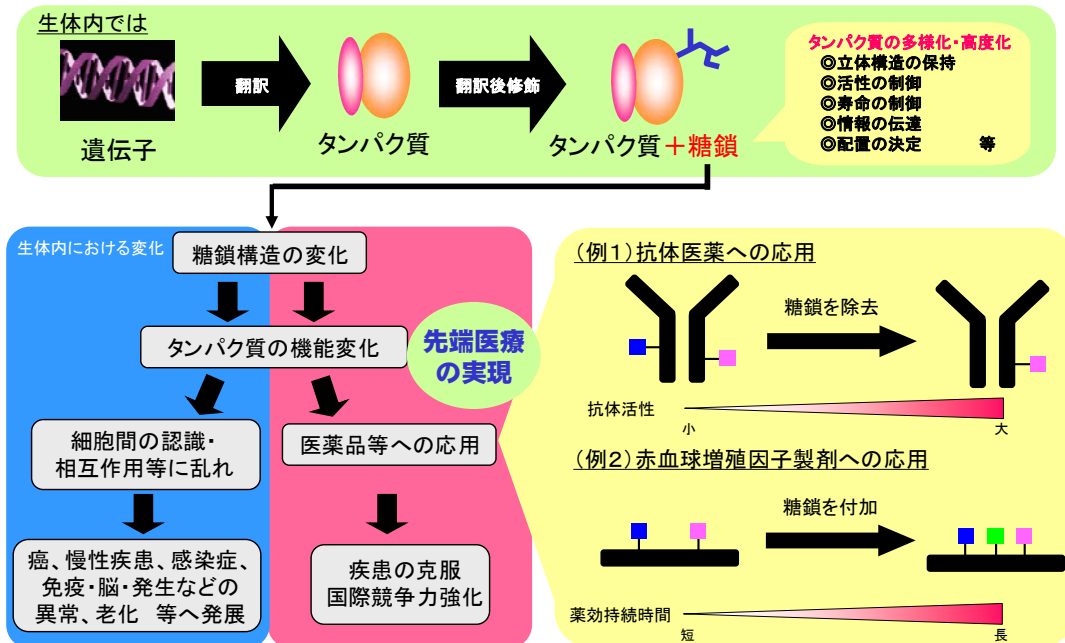 生体内では
翻訳
翻訳後修飾
遺伝子
タンパク質
タンパク質+糖鎖
タンパク質の多様化・高度化
◎立体構造の保持
◎活性の制御
◎寿命の制御
◎情報の伝達
◎配置の決定 等
生体内における変化
糖鎖構造の変化
タンパク質の機能変化
細胞間の認識・
相互作用等に乱れ
癌、慢性疾患、感染症、
免疫・脳・発生などの
異常、老化 等へ発展
医薬品等への応用
疾患の克服
国際競争力強化
先端医療
の実現
(例1)抗体医薬への応用
糖鎖を除去
抗体活性
小
大
(例2)赤血球増殖因子製剤への応用
糖鎖を付加
薬効持続時間
短
長